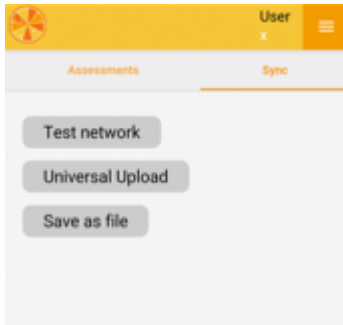 User
x
Assessments Sync
Test network
Universal Upload
Save as file